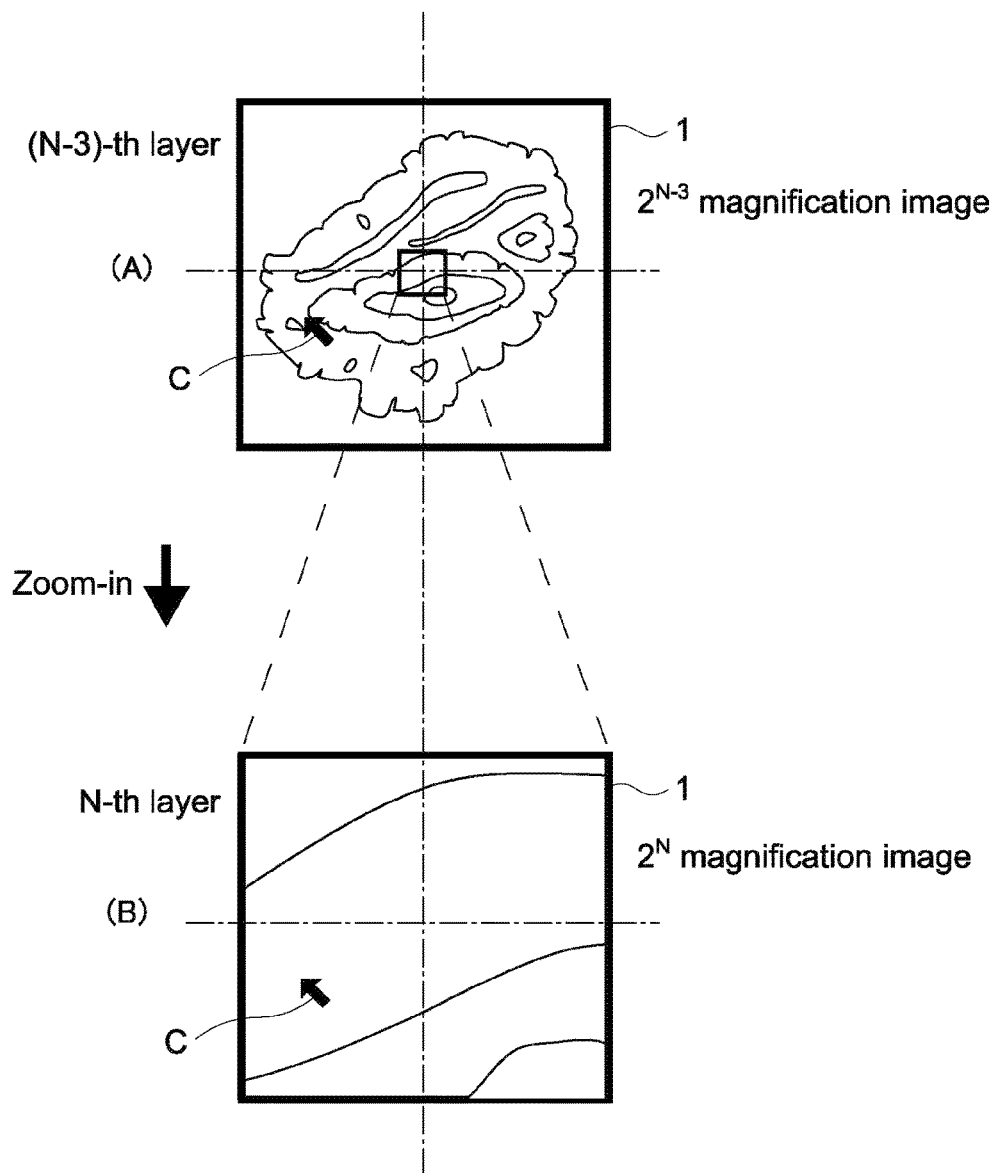 (N-3)-th layer
1
2^{N-3} magnification image
(A)
C
Zoom-in
N-th layer
1
2^{N} magnification image
(B)
C